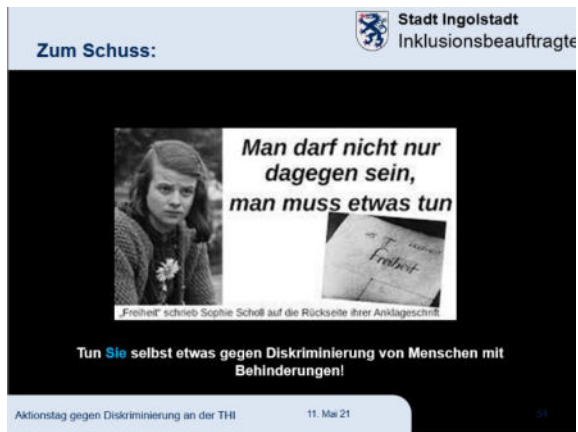 Stadt Ingolstadt
Inklusionsbeauftragte
Zum Schuss:
Man darf nicht nur
dagegen sein,
man muss etwas tun
Freiheit
„Freiheit“ schrieb Sophie Scholl auf die Rückseite ihrer Anklageschrift
Tun Sie selbst etwas gegen Diskriminierung von Menschen mit
Behinderungen!
Aktionstag gegen Diskriminierung an der THI
11. Mai 21